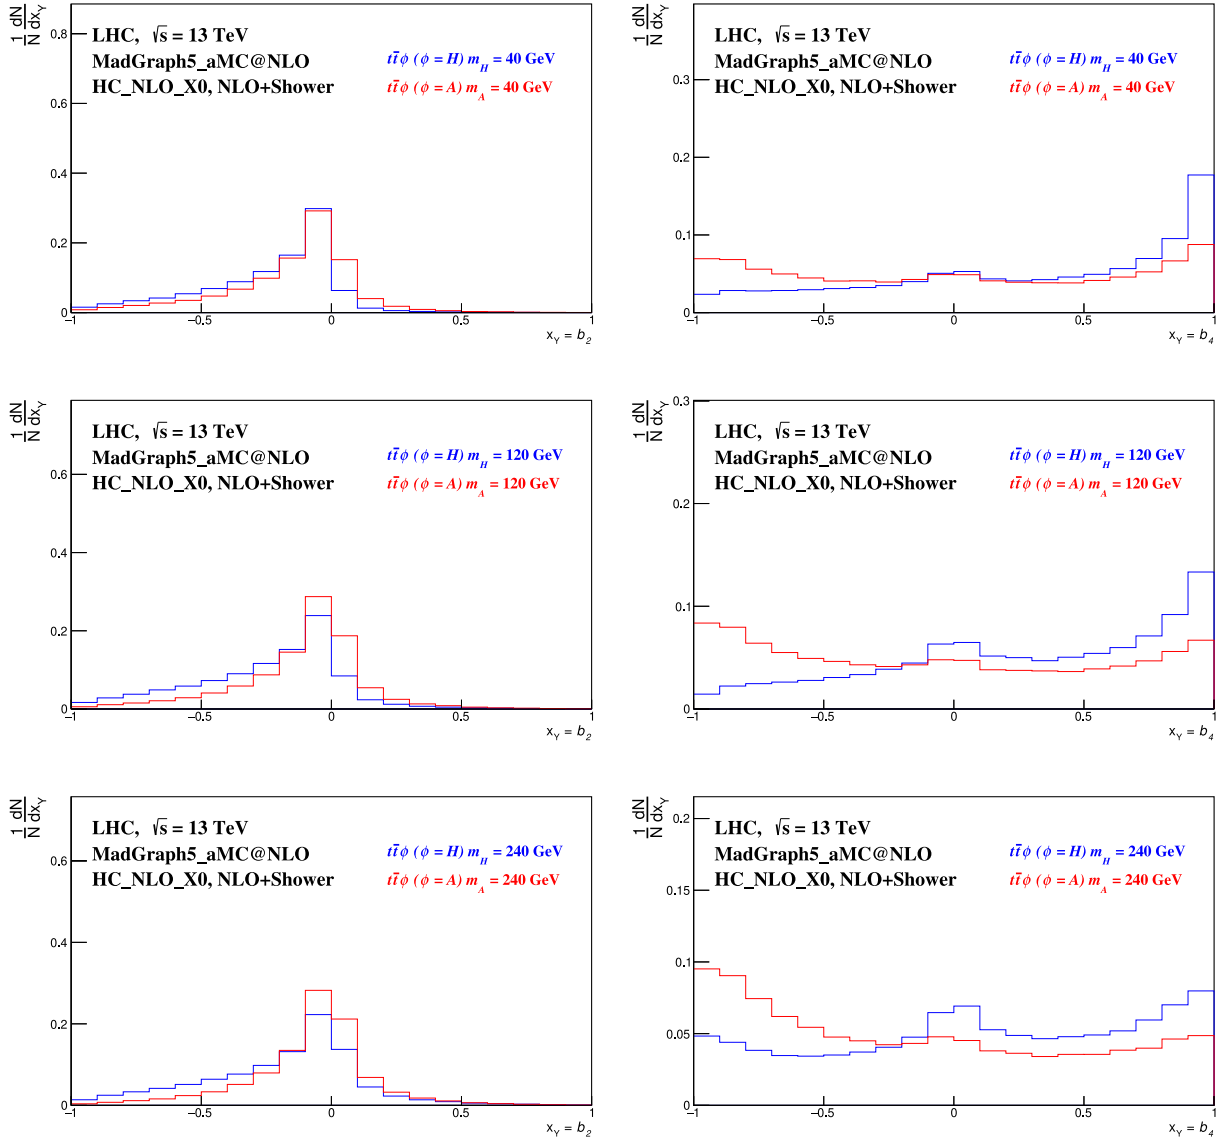 1/N dN/dx_Y
LHC, √s = 13 TeV
MadGraph5_aMC@NLO
HC_NLO_X0, NLO+Shower
tt̄ϕ (ϕ = H) m_H = 40 GeV
tt̄ϕ (ϕ = A) m_A = 40 GeV
0.8
0.6
0.4
0.2
0
−1 −0.5 0 0.5 1
x_Y = b_2
1/N dN/dx_Y
LHC, √s = 13 TeV
MadGraph5_aMC@NLO
HC_NLO_X0, NLO+Shower
tt̄ϕ (ϕ = H) m_H = 40 GeV
tt̄ϕ (ϕ = A) m_A = 40 GeV
0.3
0.2
0.1
0
−1 −0.5 0 0.5 1
x_Y = b_4
1/N dN/dx_Y
LHC, √s = 13 TeV
MadGraph5_aMC@NLO
HC_NLO_X0, NLO+Shower
tt̄ϕ (ϕ = H) m_H = 120 GeV
tt̄ϕ (ϕ = A) m_A = 120 GeV
0.6
0.4
0.2
0
−1 −0.5 0 0.5 1
x_Y = b_2
1/N dN/dx_Y
LHC, √s = 13 TeV
MadGraph5_aMC@NLO
HC_NLO_X0, NLO+Shower
tt̄ϕ (ϕ = H) m_H = 120 GeV
tt̄ϕ (ϕ = A) m_A = 120 GeV
0.3
0.2
0.1
0
−1 −0.5 0 0.5 1
x_Y = b_4
1/N dN/dx_Y
LHC, √s = 13 TeV
MadGraph5_aMC@NLO
HC_NLO_X0, NLO+Shower
tt̄ϕ (ϕ = H) m_H = 240 GeV
tt̄ϕ (ϕ = A) m_A = 240 GeV
0.6
0.4
0.2
0
−1 −0.5 0 0.5 1
x_Y = b_2
1/N dN/dx_Y
LHC, √s = 13 TeV
MadGraph5_aMC@NLO
HC_NLO_X0, NLO+Shower
tt̄ϕ (ϕ = H) m_H = 240 GeV
tt̄ϕ (ϕ = A) m_A = 240 GeV
0.2
0.15
0.1
0.05
0
−1 −0.5 0 0.5 1
x_Y = b_4